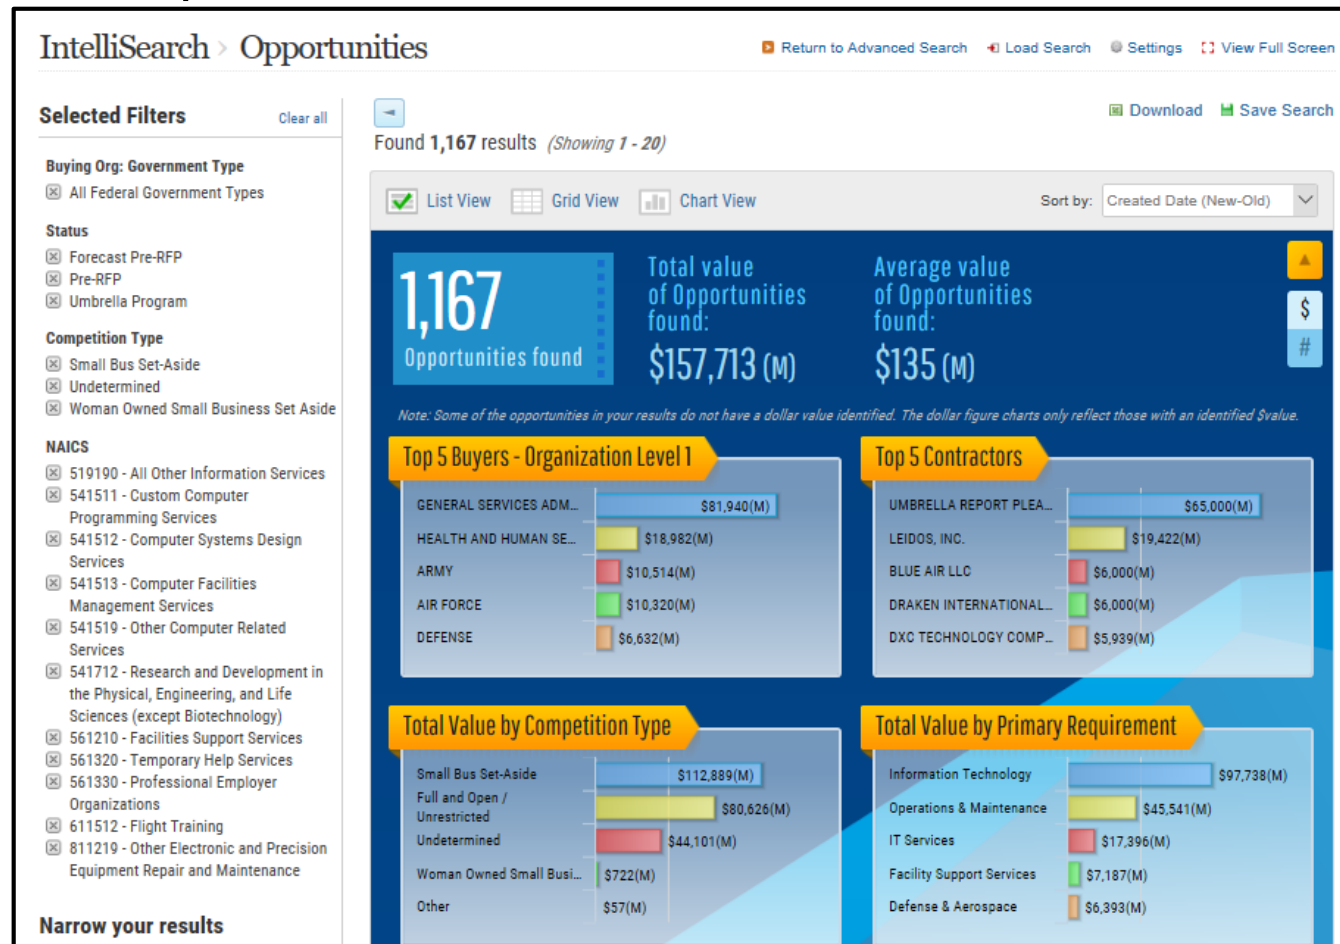 IntelliSearch > Opportunities
Return to Advanced Search Load Search Settings View Full Screen
Selected Filters Clear all
Download Save Search
Found 1,167 results (Showing 1 - 20)
Buying Org: Government Type
All Federal Government Types
Status
Forecast Pre-RFP
Pre-RFP
Umbrella Program
Competition Type
Small Bus Set-Aside
Undetermined
Woman Owned Small Business Set Aside
NAICS
519190 - All Other Information Services
541511 - Custom Computer
Programming Services
541512 - Computer Systems Design
Services
541513 - Computer Facilities
Management Services
541519 - Other Computer Related
Services
541712 - Research and Development in
the Physical, Engineering, and Life
Sciences (except Biotechnology)
561210 - Facilities Support Services
561320 - Temporary Help Services
561330 - Professional Employer
Organizations
611512 - Flight Training
811219 - Other Electronic and Precision
Equipment Repair and Maintenance
Narrow your results
List View Grid View Chart View
Sort by: Created Date (New-Old)
1,167
Opportunities found
Total value
of Opportunities
found:
$157,713 (M)
Average value
of Opportunities
found:
$135 (M)
$
#
Note: Some of the opportunities in your results do not have a dollar value identified. The dollar figure charts only reflect those with an identified $value.
Top 5 Buyers - Organization Level 1
GENERAL SERVICES ADM... $81,940(M)
HEALTH AND HUMAN SE... $18,982(M)
ARMY $10,514(M)
AIR FORCE $10,320(M)
DEFENSE $6,632(M)
Top 5 Contractors
UMBRELLA REPORT PLEA... $65,000(M)
LEIDOS, INC. $19,422(M)
BLUE AIR LLC $6,000(M)
DRAKEN INTERNATIONAL... $6,000(M)
DXC TECHNOLOGY COMP... $5,939(M)
Total Value by Competition Type
Small Bus Set-Aside $112,889(M)
Full and Open /
Unrestricted $80,626(M)
Undetermined $44,101(M)
Woman Owned Small Busi... $722(M)
Other $57(M)
Total Value by Primary Requirement
Information Technology $97,738(M)
Operations & Maintenance $45,541(M)
IT Services $17,396(M)
Facility Support Services $7,187(M)
Defense & Aerospace $6,393(M)